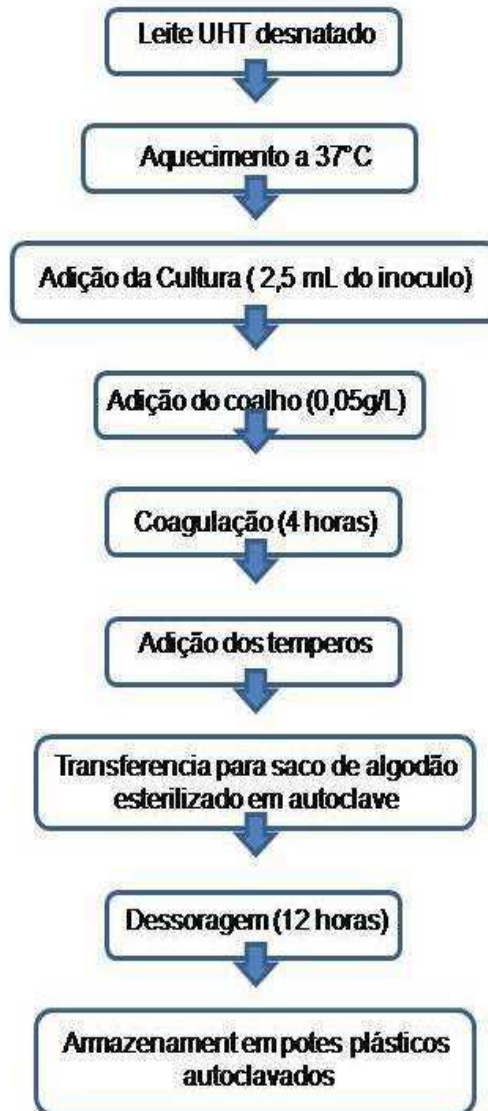 Leite UHT desnatado
Aquecimento a 37°C
Adição da Cultura ( 2,5 mL do inoculo)
Adição do coalho (0,05g/L)
Coagulação (4 horas)
Adição dos temperos
Transferencia para saco de algodão
esterilizado em autoclave
Dessoragem (12 horas)
Armazenament em potes plásticos
autoclavados